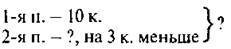 1-я п. – 10 к.
2-я п. – ?, на 3 к. меньше } ?